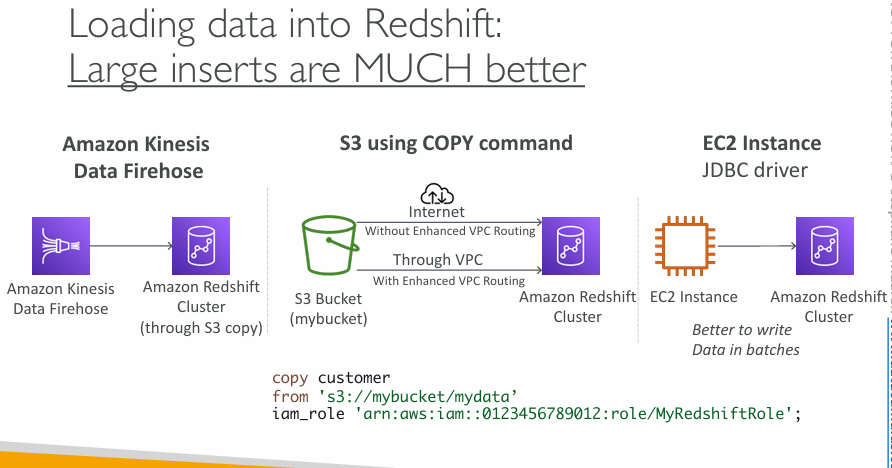 Loading data into Redshift:
Large inserts are MUCH better
Amazon Kinesis
Data Firehose
Amazon Kinesis
Data Firehose
Amazon Redshift
Cluster
(through S3 copy)
S3 using COPY command
Internet
Without Enhanced VPC Routing
Through VPC
With Enhanced VPC Routing
S3 Bucket
(mybucket)
Amazon Redshift
Cluster
EC2 Instance
JDBC driver
EC2 Instance
Amazon Redshift
Cluster
Better to write
Data in batches
copy customer
from 's3://mybucket/mydata’
iam_role 'arn:aws:iam::0123456789012:role/MyRedshiftRole';